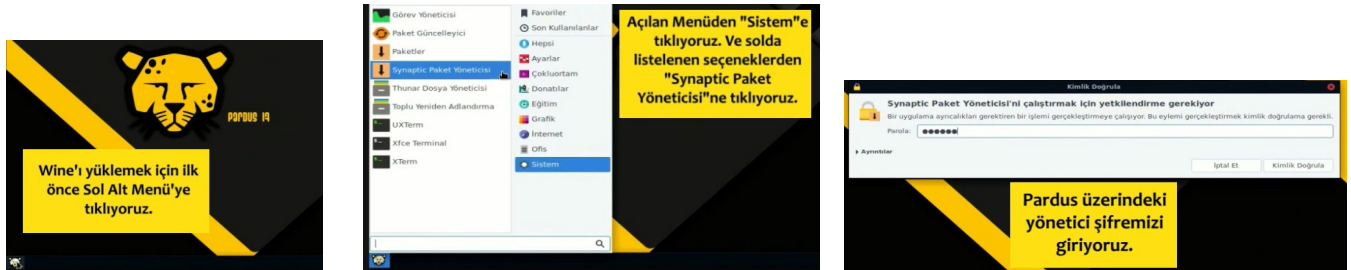 PARDUS 19
Wine'ı yüklemek için ilk
önce Sol Alt Menü'ye
tıklıyoruz.
Görev Yöneticisi
Paket Güncelleyici
Paketler
Synaptic Paket Yöneticisi
Thunar Dosya Yöneticisi
Toplu Yeniden Adlandırma
UXTerm
Xfce Terminal
XTerm
Favoriler
Son Kullanılanlar
Hepsi
Ayarlar
Çokluortam
Donatılar
Eğitim
Grafik
İnternet
Ofis
Sistem
Açılan Menüden "Sistem"e
tıklıyoruz. Ve solda
listelenen seçeneklerden
"Synaptic Paket
Yöneticisi"ne tıklıyoruz.
Kimlik Doğrula
Synaptic Paket Yöneticisi'ni çalıştırmak için yetkilendirme gerekiyor
Bir uygulama ayrıcalıkları gerektiren bir işlemi gerçekleştirmeye çalışıyor. Bu eylemi gerçekleştirmek kimlik doğrulama gerekli.
Parola:
Ayrıntılar
İptal Et
Kimlik Doğrula
Pardus üzerindeki
yönetici şifremizi
giriyoruz.